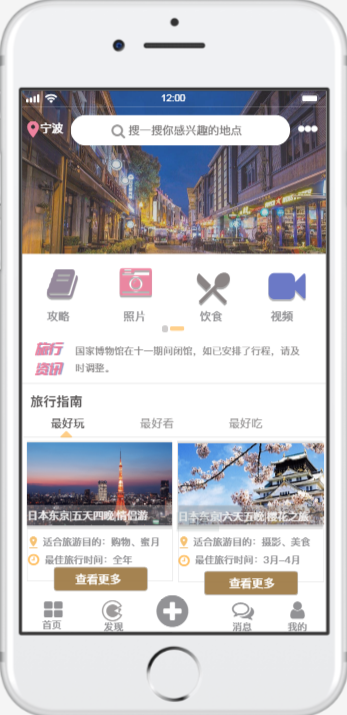 12:00
宁波
搜一搜你感兴趣的地点
攻略
照片
饮食
视频
旅行
资讯
国家博物馆在十一期间闭馆，如已安排了行程，请及
时调整。
旅行指南
最好玩
最好看
最好吃
日本东京|五天四晚|情侣游
适合旅游目的：购物、蜜月
最佳旅行时间：全年
查看更多
日本东京|六天五晚|樱花之旅
适合旅游目的：摄影、美食
最佳旅行时间：3月-4月
查看更多
首页
发现
消息
我的